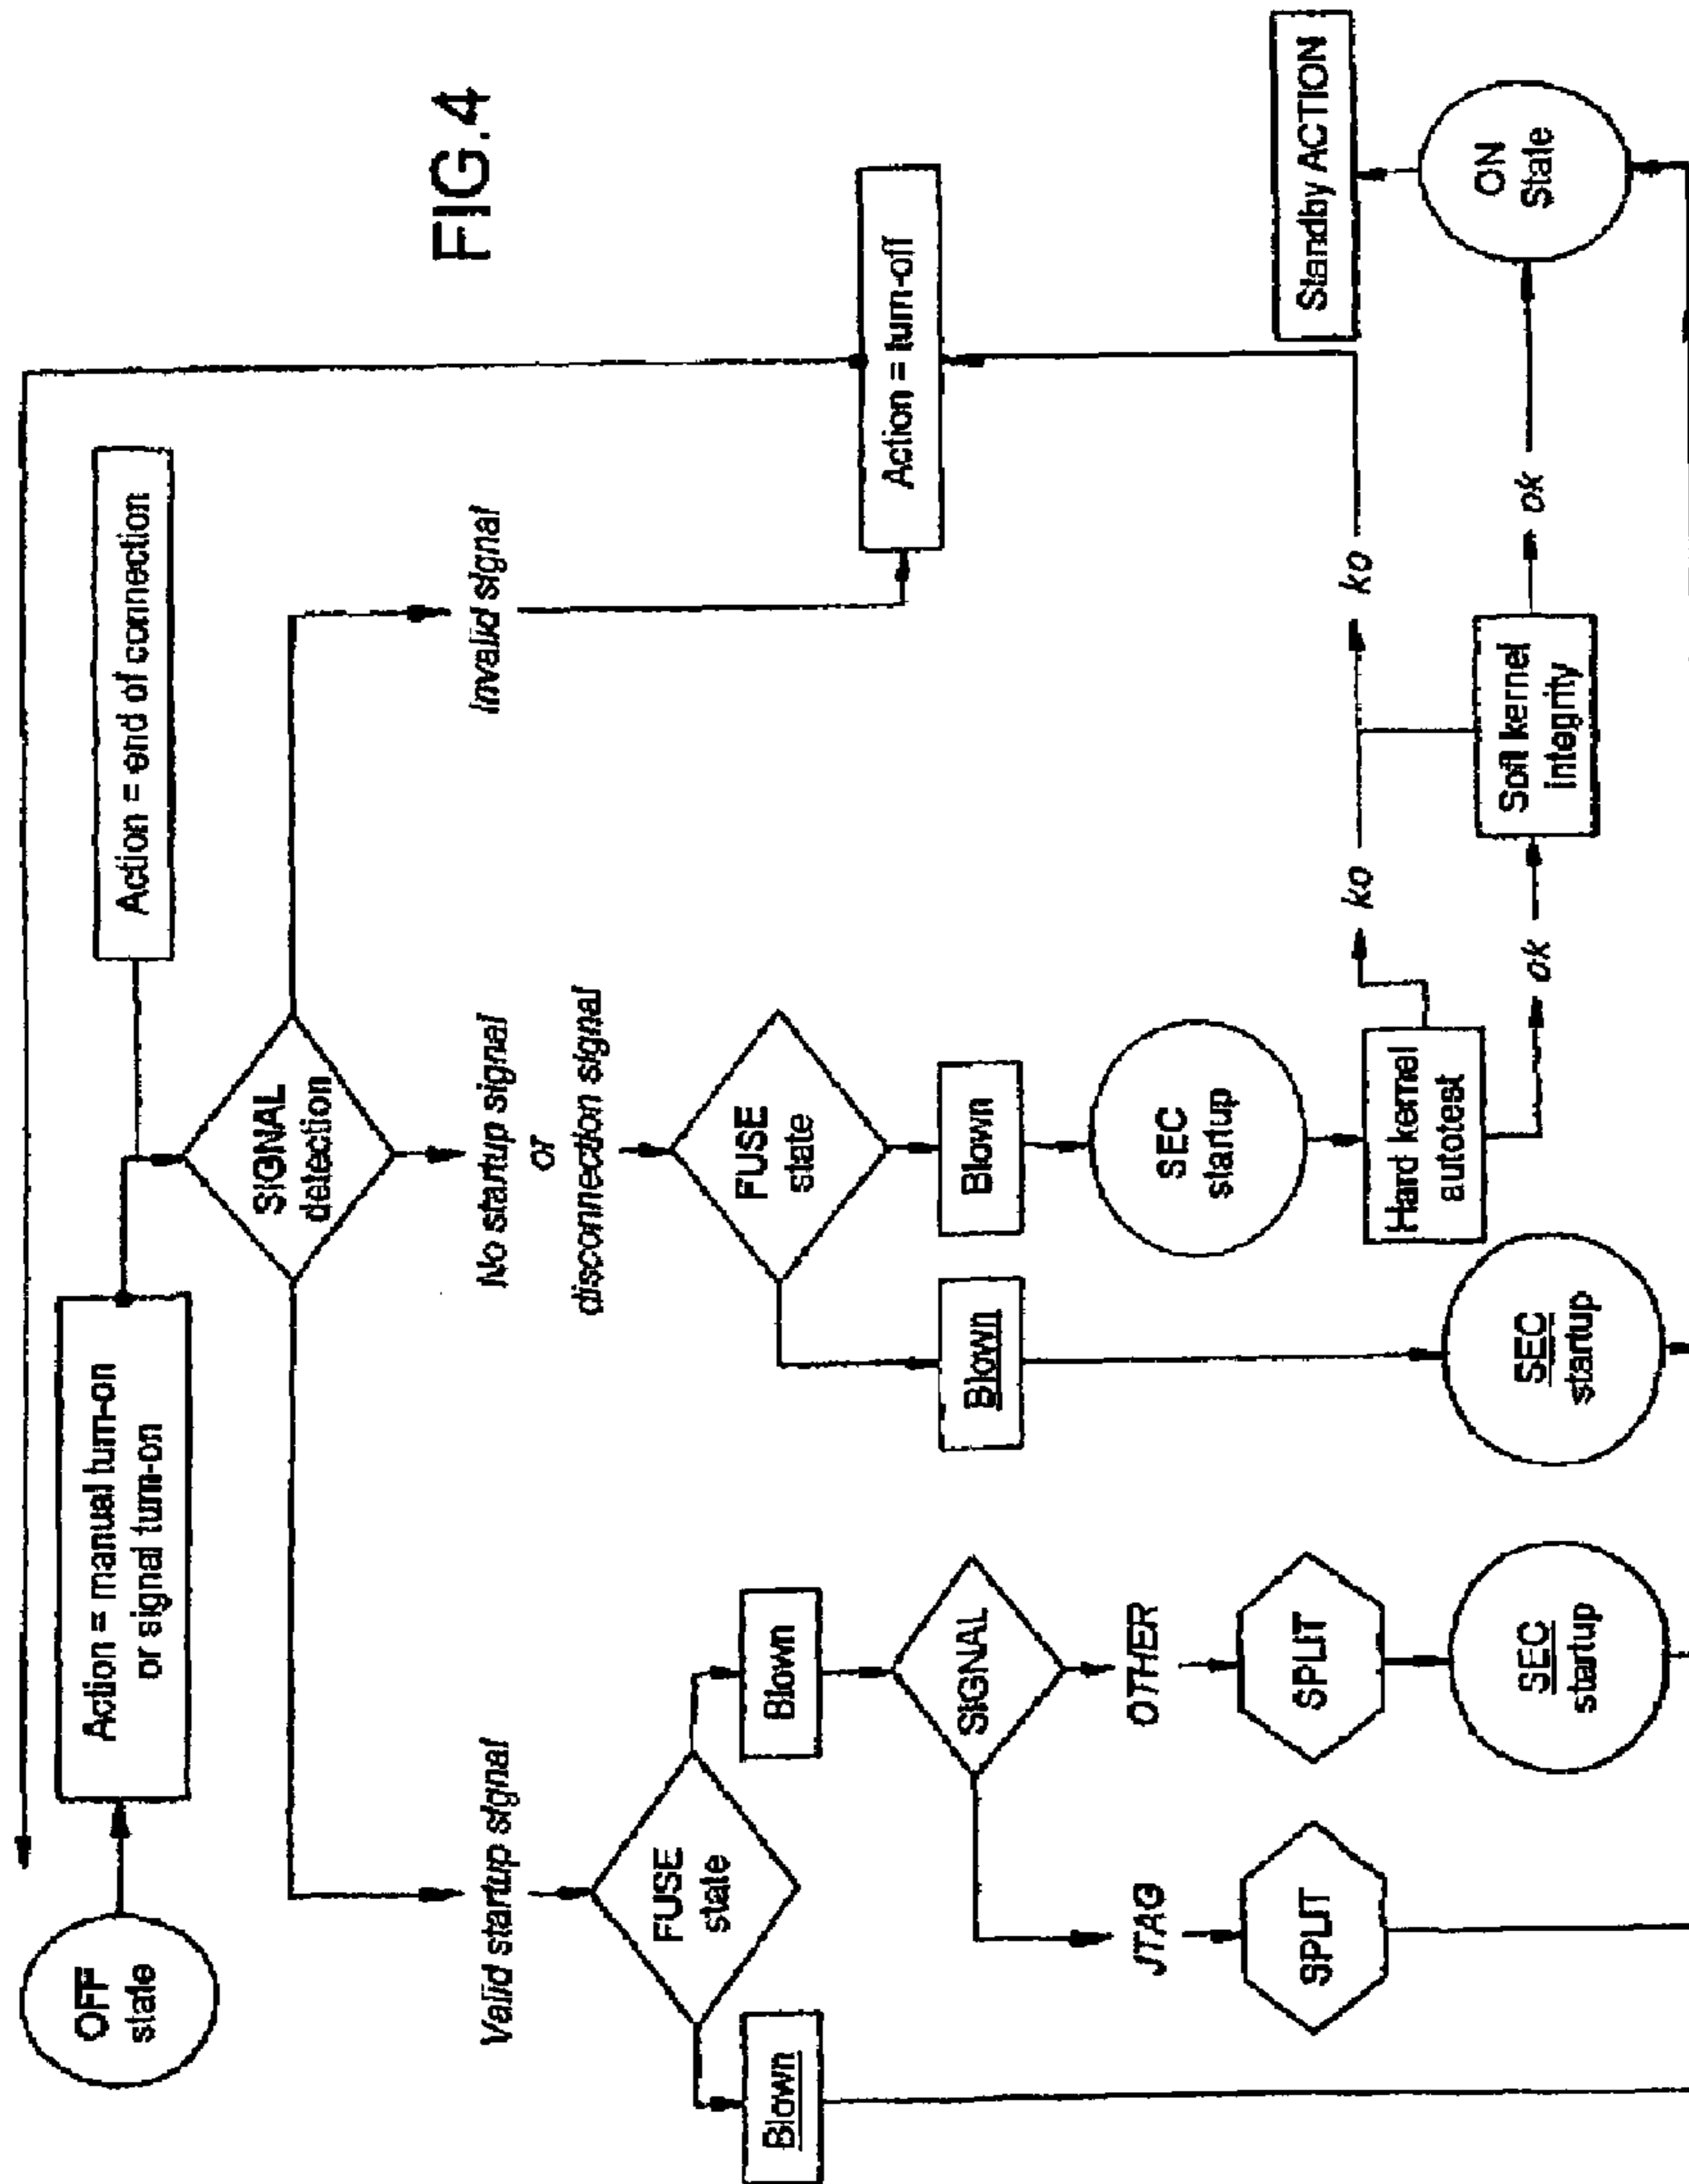 FIG.4
OFF
state
Action = manual turn-on
or signal turn-on
Action = end of connection
SIGNAL
detection
Valid startup signal
No startup signal
or
disconnection signal
Invalid signal
FUSE
state
Blown
Blown
SIGNAL
JTAG
OTHER
SPLIT
SPLIT
SEC
startup
FUSE
state
Blown
Blown
SEC
startup
SEC
startup
Hard kernel
autotest
ko
ok
Soft kernel
integrity
ko
ok
Action = turn-off
Standby ACTION
ON
State